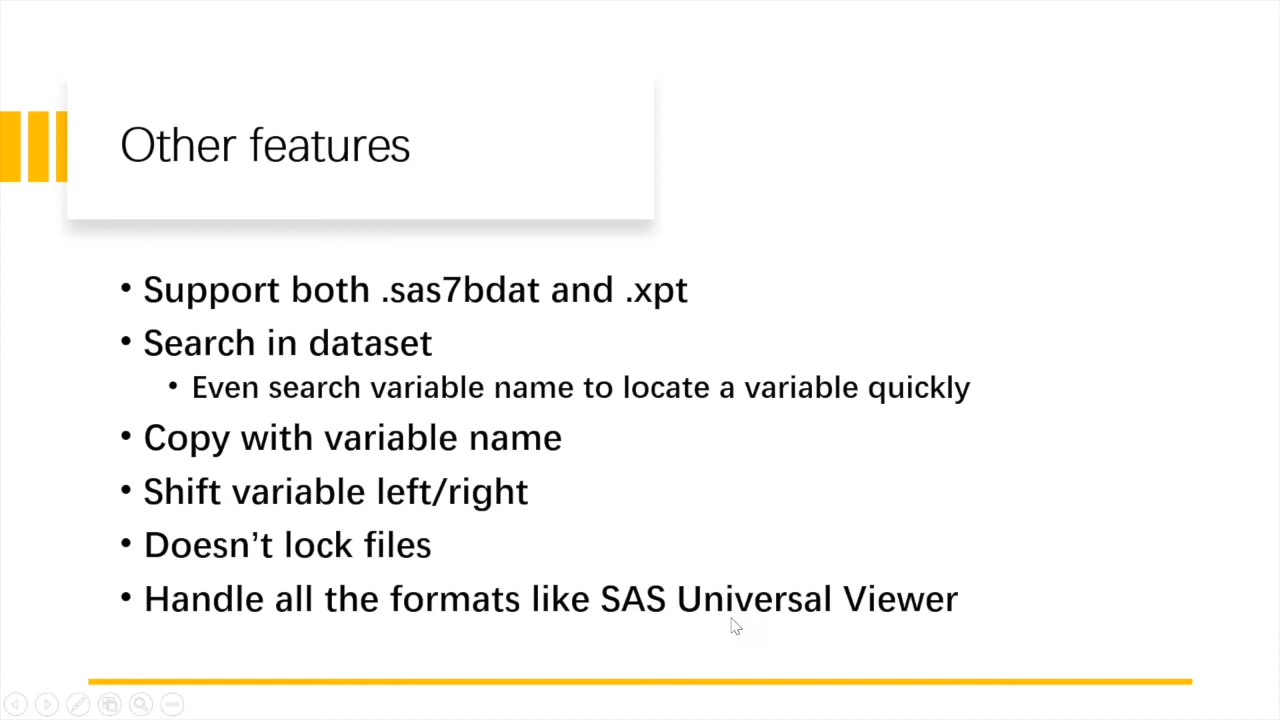 Other features
• Support both .sas7bdat and .xpt
• Search in dataset
• Even search variable name to locate a variable quickly
• Copy with variable name
• Shift variable left/right
• Doesn’t lock files
• Handle all the formats like SAS Universal Viewer